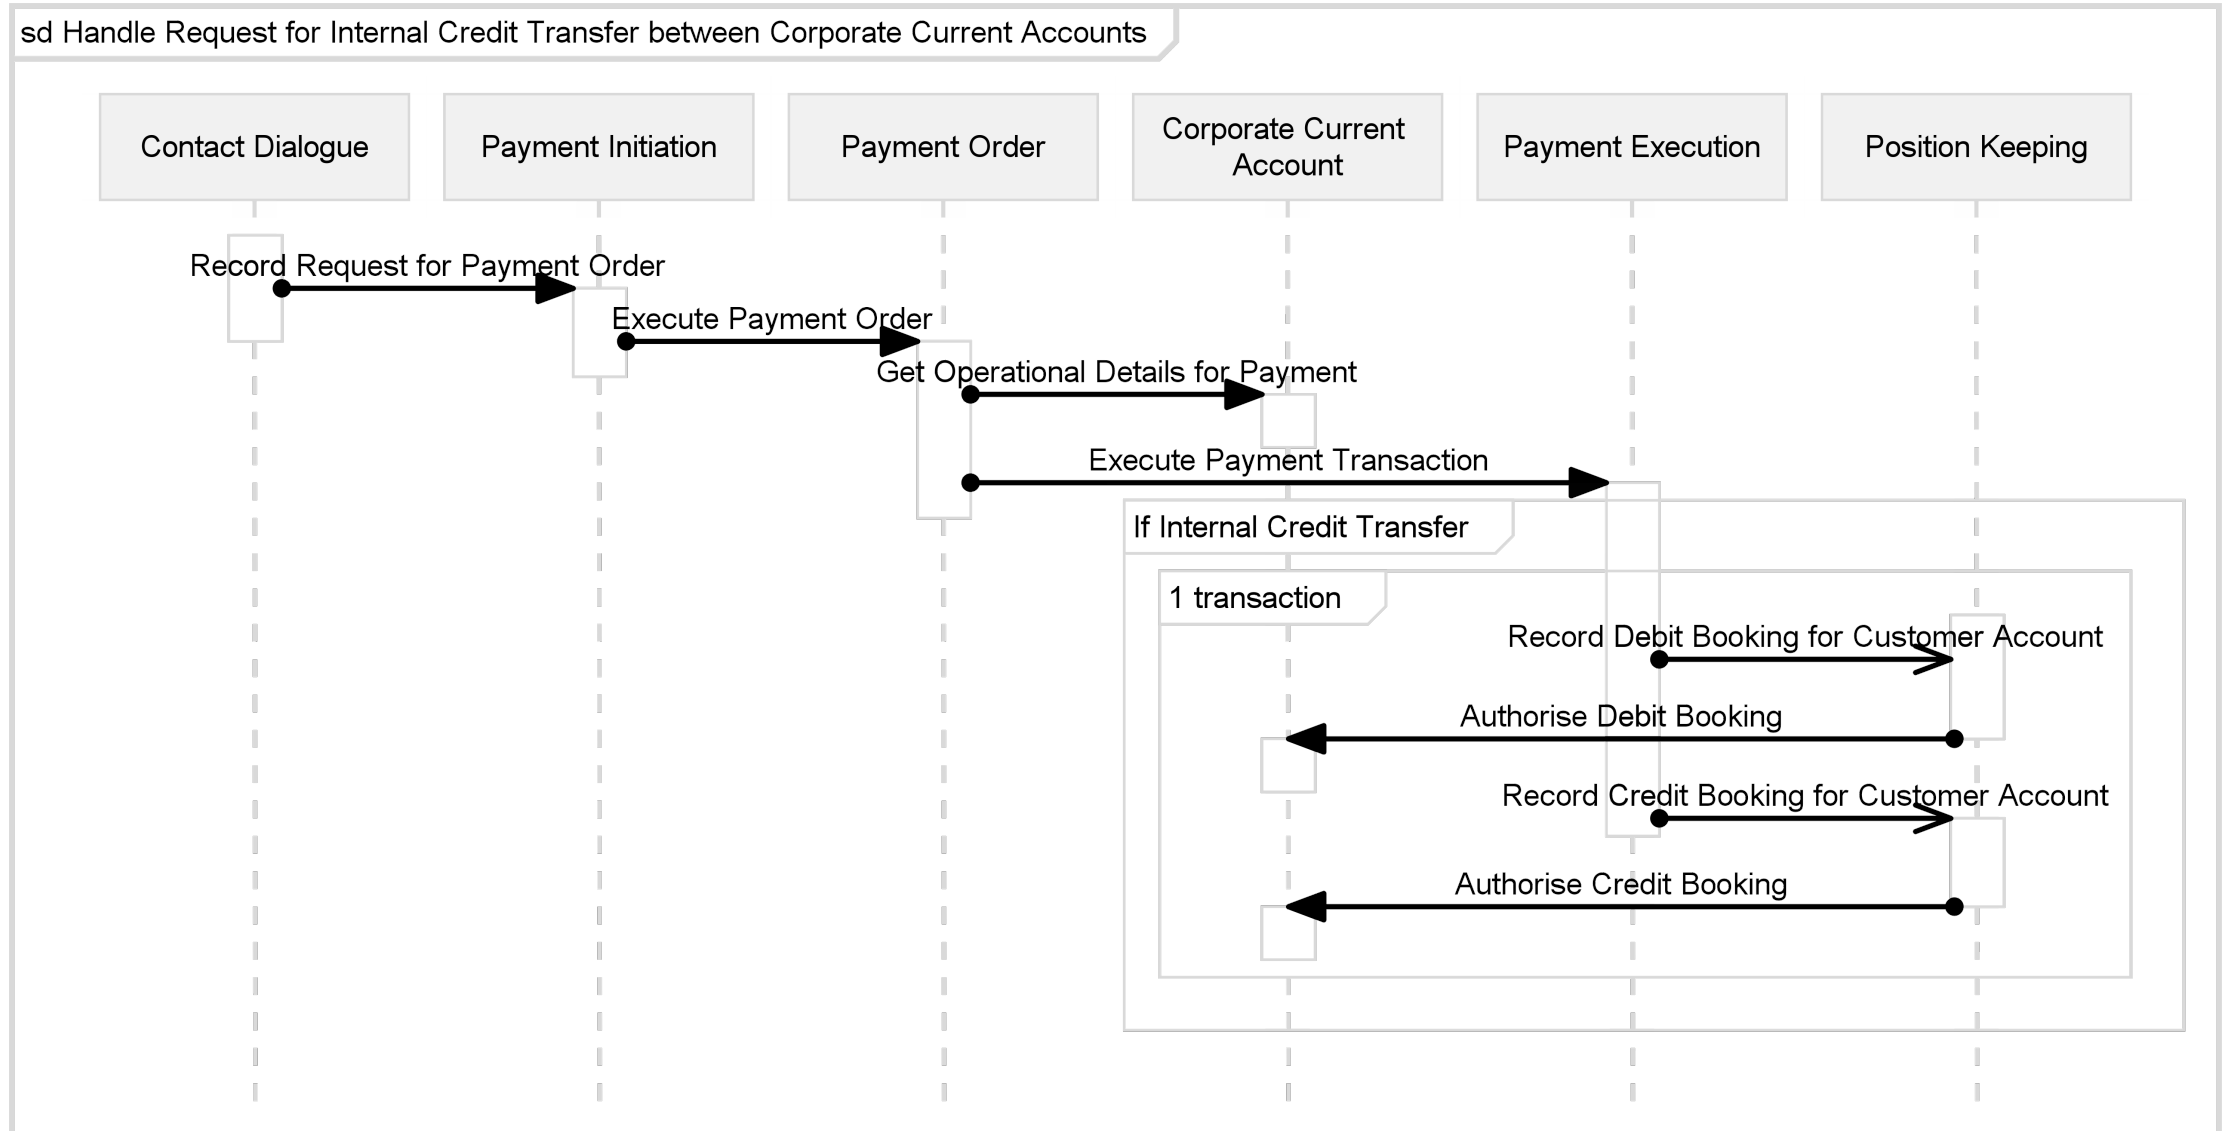 sd Handle Request for Internal Credit Transfer between Corporate Current Accounts
Contact Dialogue
Payment Initiation
Payment Order
Corporate Current
Account
Payment Execution
Position Keeping
Record Request for Payment Order
Execute Payment Order
Get Operational Details for Payment
Execute Payment Transaction
If Internal Credit Transfer
1 transaction
Record Debit Booking for Customer Account
Authorise Debit Booking
Record Credit Booking for Customer Account
Authorise Credit Booking